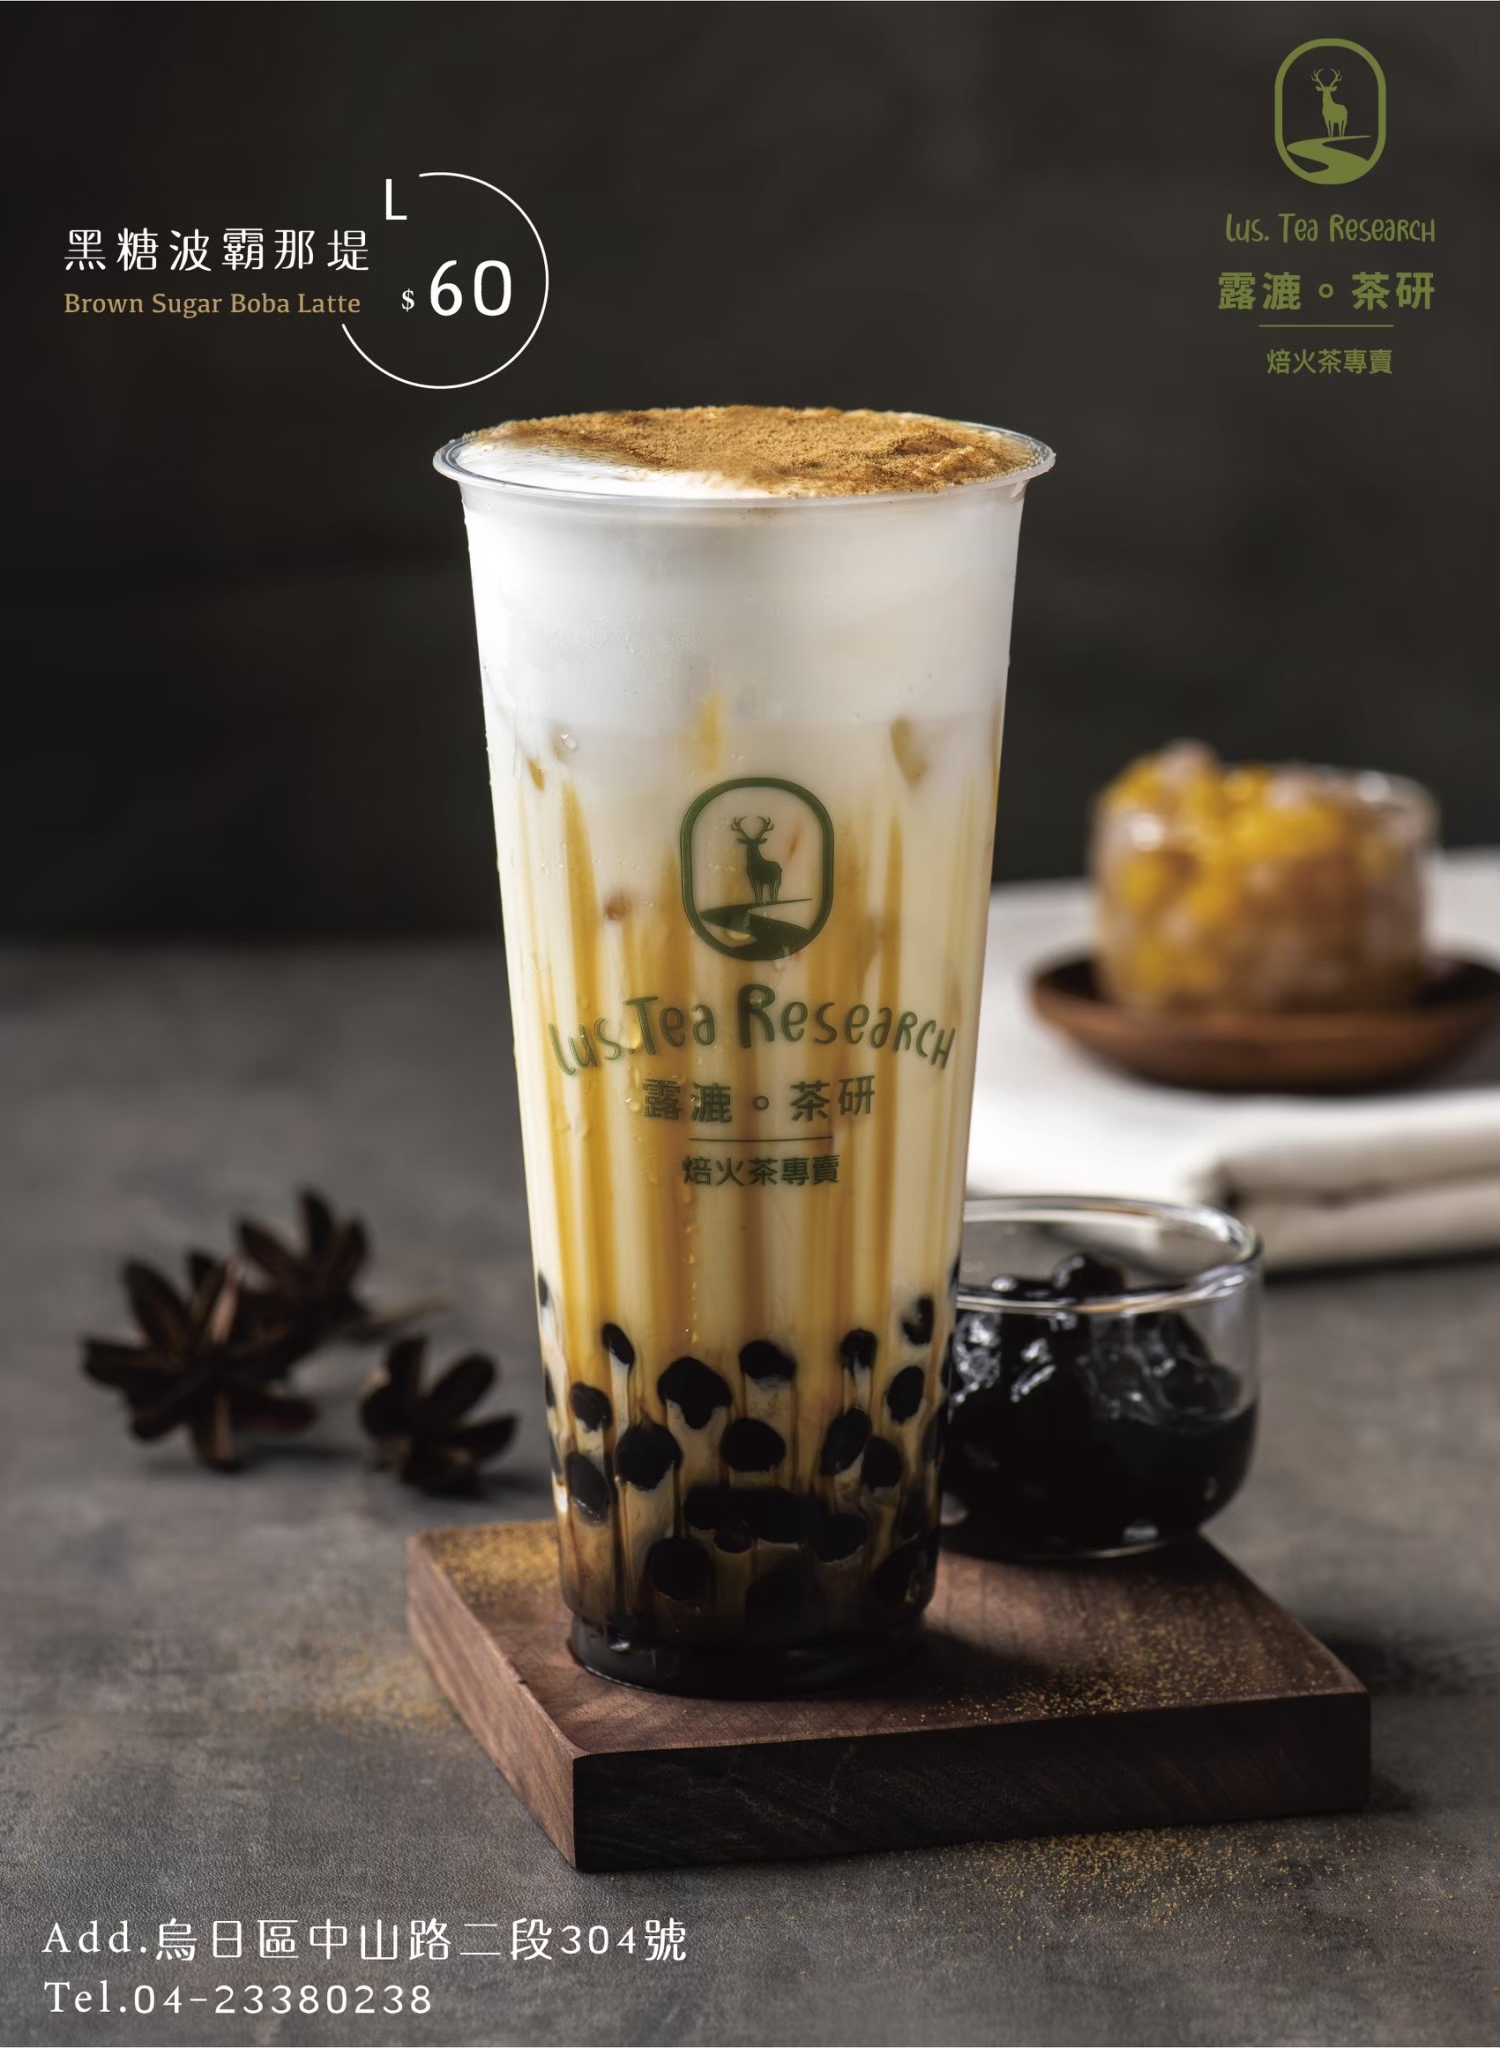 L
黑糖波霸那堤
Brown Sugar Boba Latte
$60
Lus. Tea Research
露漉。茶研
焙火茶專賣
Lus. Tea Research
露漉。茶研
焙火茶專賣
Add.烏日區中山路二段304號
Tel.04-23380238